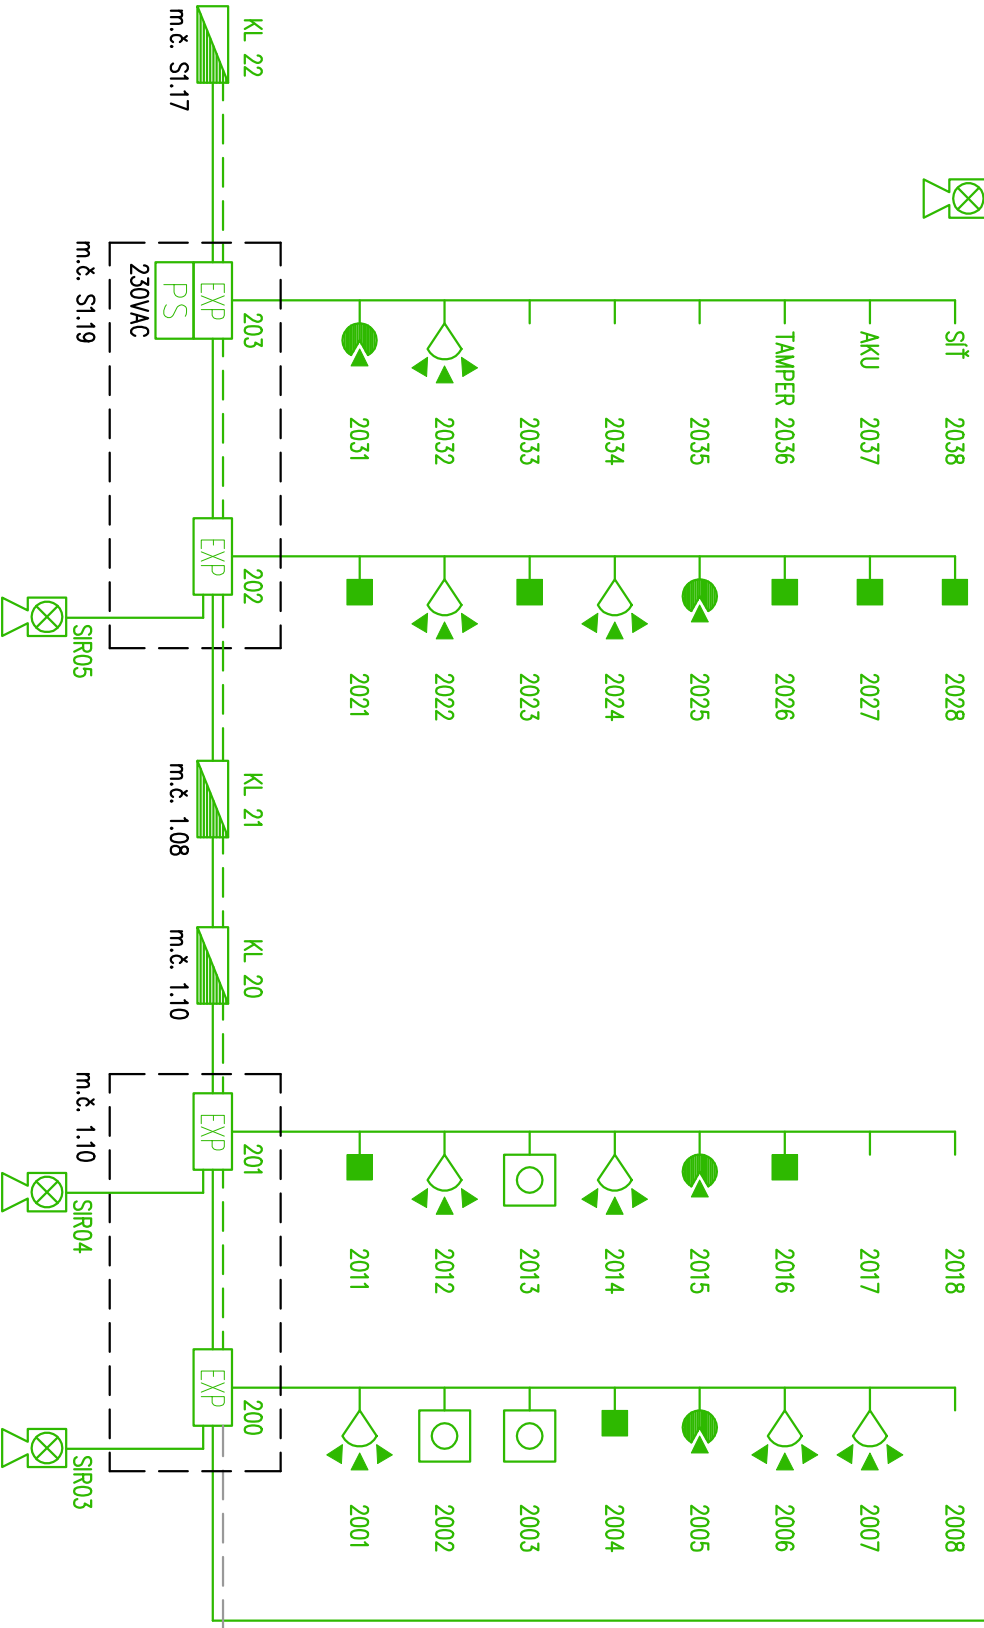 KL 22
m.č. S1.17
EXP
PS
230VAC
m.č. S1.19
203
2031
2032
2033
2034
2035
TAMPER 2036
AKU 2037
SÍŤ 2038
EXP
202
SIR05
2021
2022
2023
2024
2025
2026
2027
2028
KL 21
m.č. 1.08
KL 20
m.č. 1.10
EXP
201
m.č. 1.10
SIR04
2011
2012
2013
2014
2015
2016
2017
2018
EXP
200
SIR03
2001
2002
2003
2004
2005
2006
2007
2008